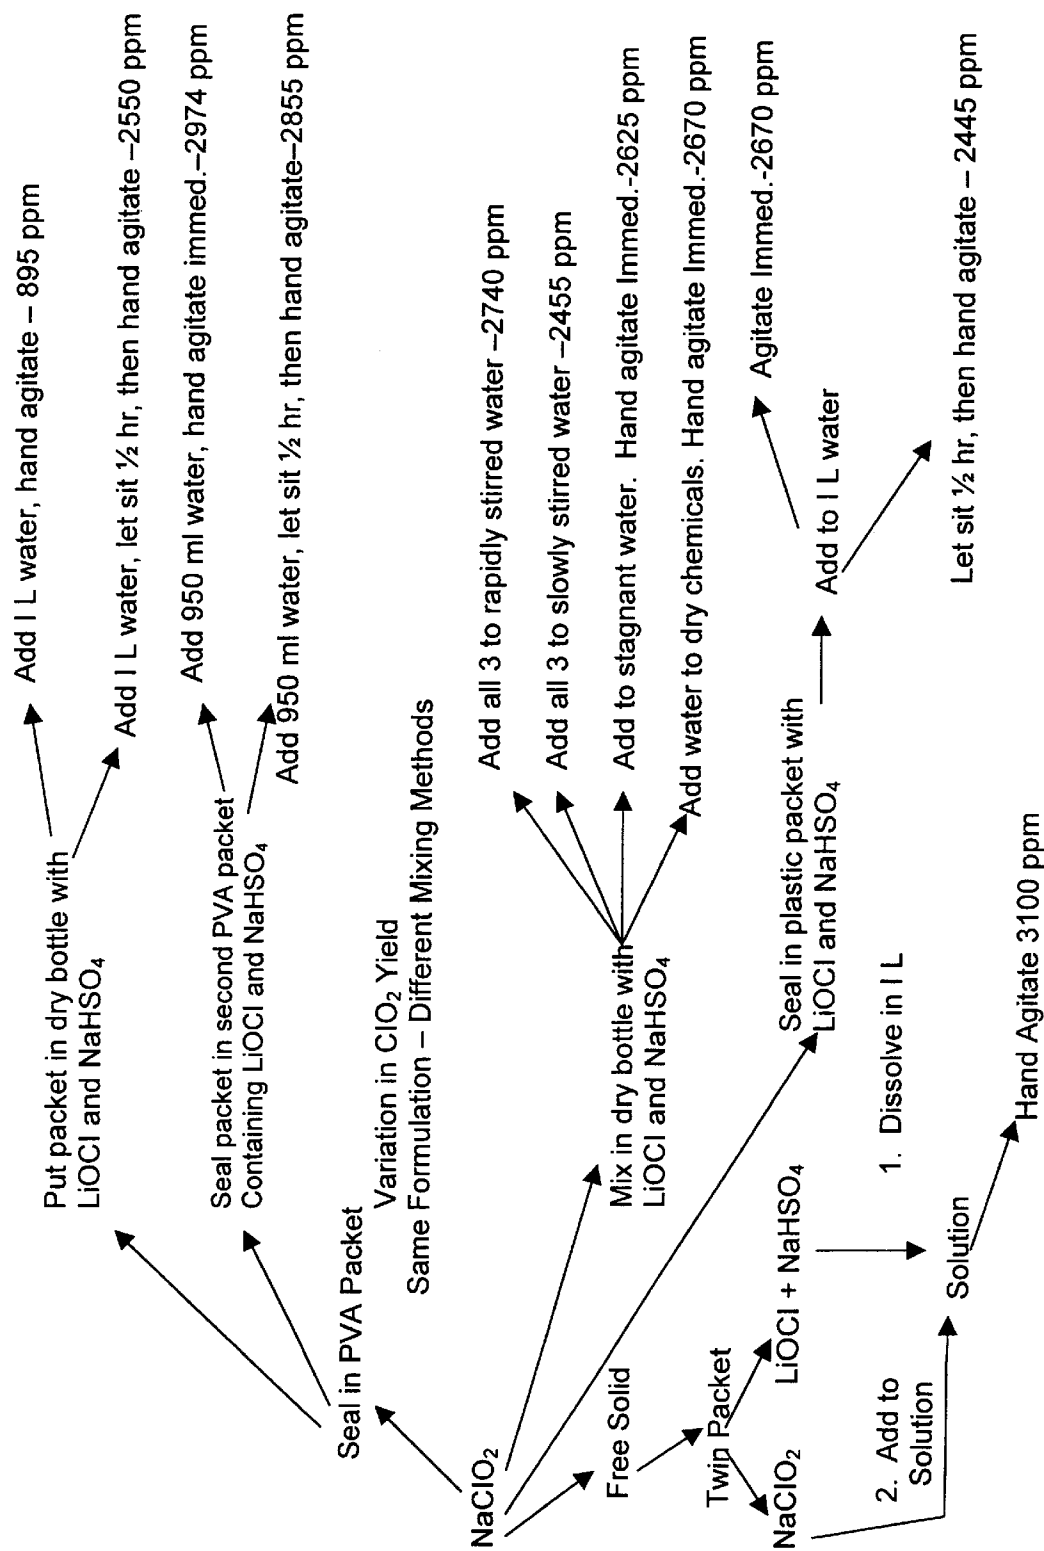 Put packet in dry bottle with
LiOCl and NaHSO₄
Add l L water, hand agitate – 895 ppm
Add l L water, let sit ½ hr, then hand agitate –2550 ppm
Seal packet in second PVA packet
Containing LiOCl and NaHSO₄
Add 950 ml water, hand agitate immed.–2974 ppm
Add 950 ml water, let sit ½ hr, then hand agitate–2855 ppm
Seal in PVA Packet
Variation in ClO₂ Yield
Same Formulation – Different Mixing Methods
NaClO₂
Add all 3 to rapidly stirred water –2740 ppm
Add all 3 to slowly stirred water –2455 ppm
Mix in dry bottle with
LiOCl and NaHSO₄
Add to stagnant water. Hand agitate Immed.-2625 ppm
Add water to dry chemicals. Hand agitate Immed.-2670 ppm
Free Solid
Twin Packet
Seal in plastic packet with
LiOCl and NaHSO₄
Add to l L water
Agitate Immed.-2670 ppm
Let sit ½ hr, then hand agitate – 2445 ppm
NaClO₂
LiOCl + NaHSO₄
1. Dissolve in l L
2. Add to
Solution
Solution
Hand Agitate 3100 ppm